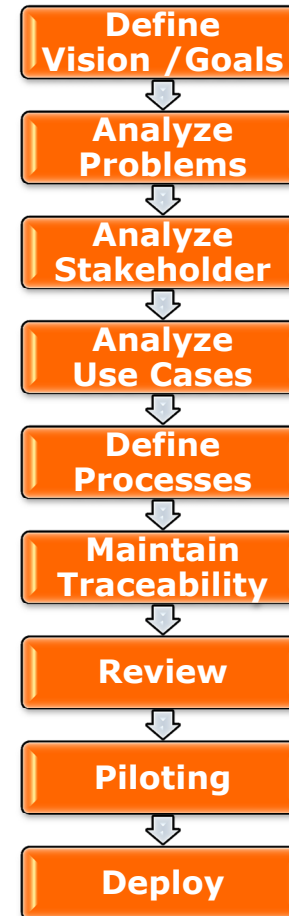 Define
Vision /Goals
Analyze
Problems
Analyze
Stakeholder
Analyze
Use Cases
Define
Processes
Maintain
Traceability
Review
Piloting
Deploy